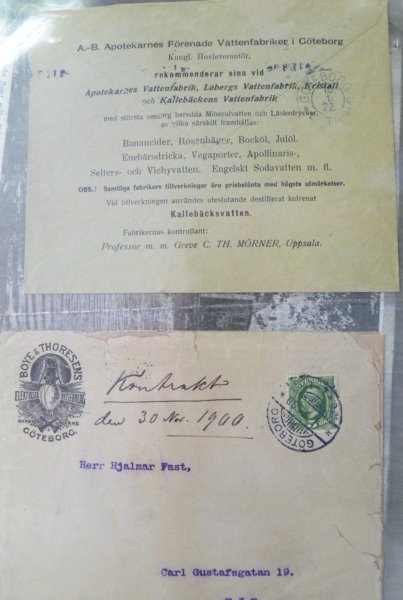 A.-B. Apotekarnes Förenade Vattenfabriker i Göteborg
Kungl. Hovleverantör,
rekommenderar sina vid
Apotekarnes Vattenfabrik, Lobergs Vattenfabrik, Kristall
och Kallebäckens Vattenfabrik
med största omsorg beredda Mineralvatten och Läskedrycker,
av vilka särskilt framhållas:
Banancider, Rosenhäger, Bocköl, Julöl.
Enebärsdricka, Vegaporter, Apollinaris-,
Selters- och Vichyvatten. Engelskt Sodavatten m. fl.
OBS.: Samtliga fabrikers tillverkningar äro prisbelönta med högsta utmärkelser.
Vid tillverkningen användes uteslutande destillerat kolrenat
Kallebäcksvatten.
Fabrikernas kontrollant:
Professor m. m. Greve C. TH. MÖRNER, Uppsala.
BOYE & THORESEN'S
GÖTEBORG.
Kontrakt
den 30 Nov. 1900.
GÖTEBORG
Herr Hjalmar Fast,
Carl Gustafsgatan 19.